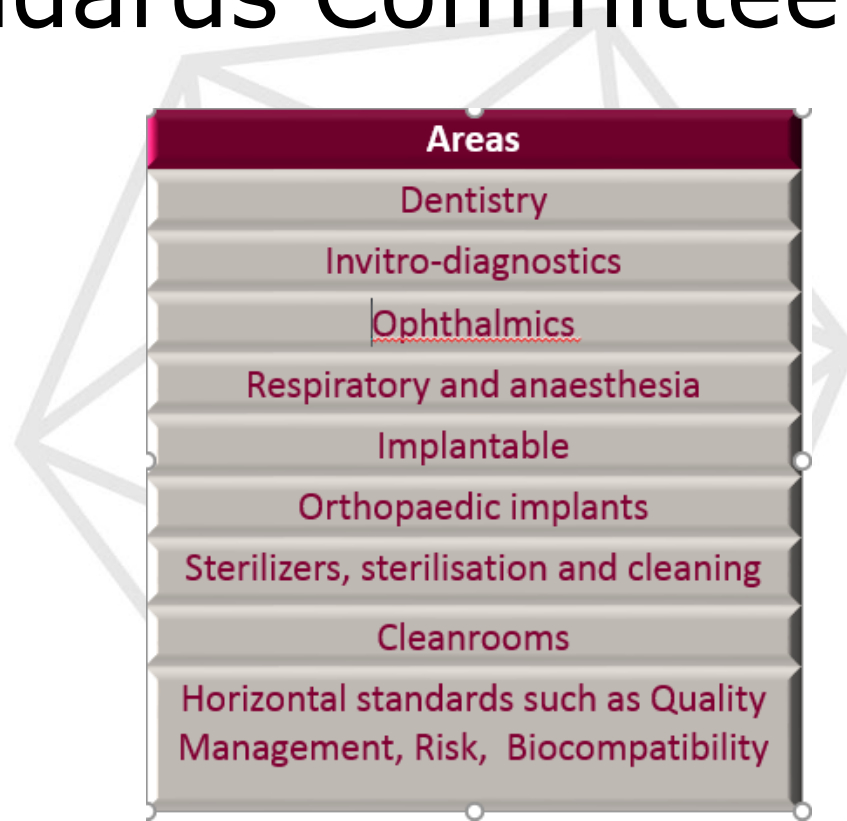 dards Committee
Areas
Dentistry
Invitro-diagnostics
Ophthalmics
Respiratory and anaesthesia
Implantable
Orthopaedic implants
Sterilizers, sterilisation and cleaning
Cleanrooms
Horizontal standards such as Quality
Management, Risk,  Biocompatibility